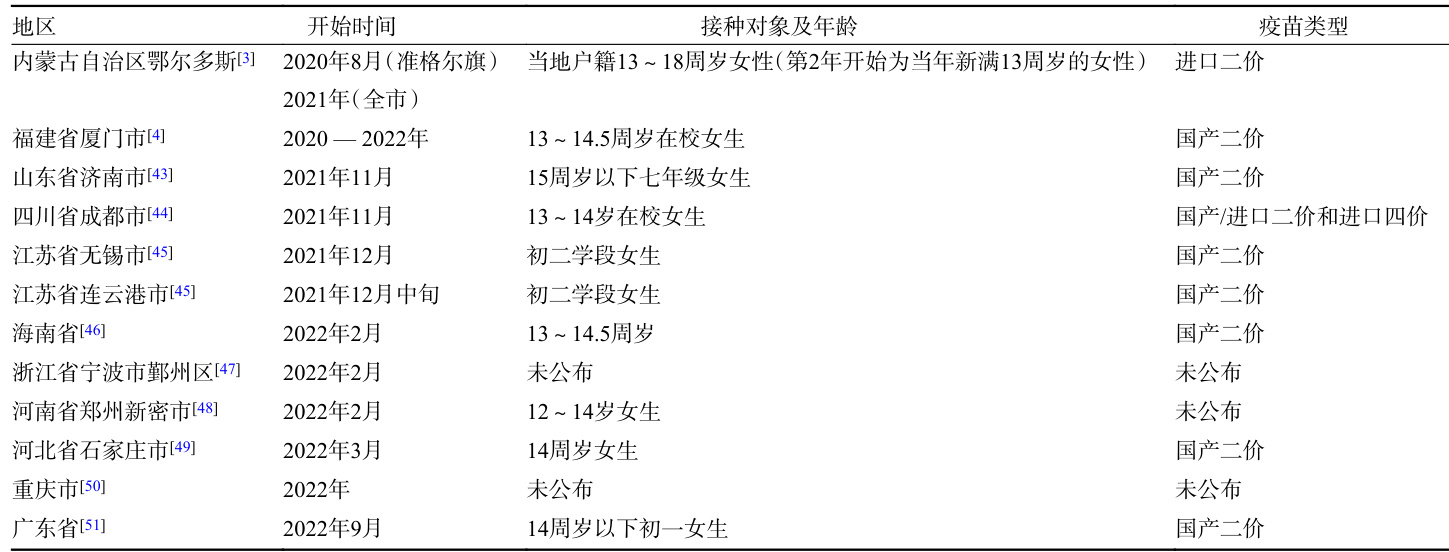 地区 开始时间 接种对象及年龄 疫苗类型
内蒙古自治区鄂尔多斯[3] 2020年8月(准格尔旗) 当地户籍13~18周岁女性(第2年开始为当年新满13周岁的女性) 进口二价
2021年(全市)
福建省厦门市[4] 2020 — 2022年 13~14.5周岁在校女生 国产二价
山东省济南市[43] 2021年11月 15周岁以下七年级女生 国产二价
四川省成都市[44] 2021年11月 13~14岁在校女生 国产/进口二价和进口四价
江苏省无锡市[45] 2021年12月 初二学段女生 国产二价
江苏省连云港市[45] 2021年12月中旬 初二学段女生 国产二价
海南省[46] 2022年2月 13~14.5周岁 国产二价
浙江省宁波市鄞州区[47] 2022年2月 未公布 未公布
河南省郑州新密市[48] 2022年2月 12~14岁女生 未公布
河北省石家庄市[49] 2022年3月 14周岁女生 国产二价
重庆市[50] 2022年 未公布 未公布
广东省[51] 2022年9月 14周岁以下初一女生 国产二价